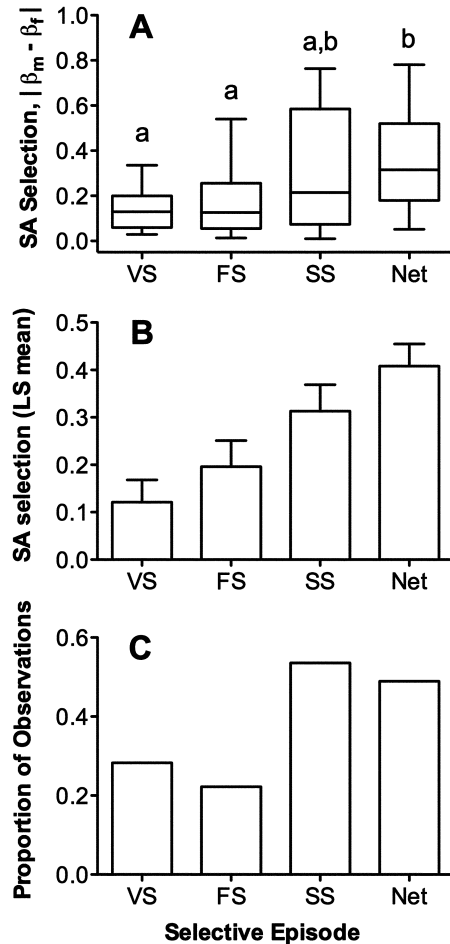 A
SA Selection, | βm - βf |
1.0
0.8
0.6
0.4
0.2
0.0
a
a
a,b
b
VS FS SS Net
B
SA selection (LS mean)
0.5
0.4
0.3
0.2
0.1
0.0
VS FS SS Net
C
Proportion of Observations
0.6
0.4
0.2
0.0
VS FS SS Net
Selective Episode